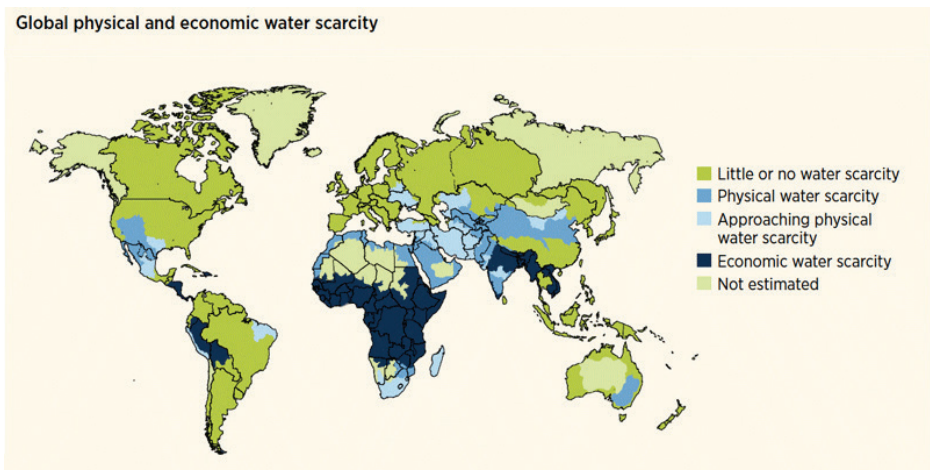 Global physical and economic water scarcity
Little or no water scarcity
Physical water scarcity
Approaching physical
water scarcity
Economic water scarcity
Not estimated